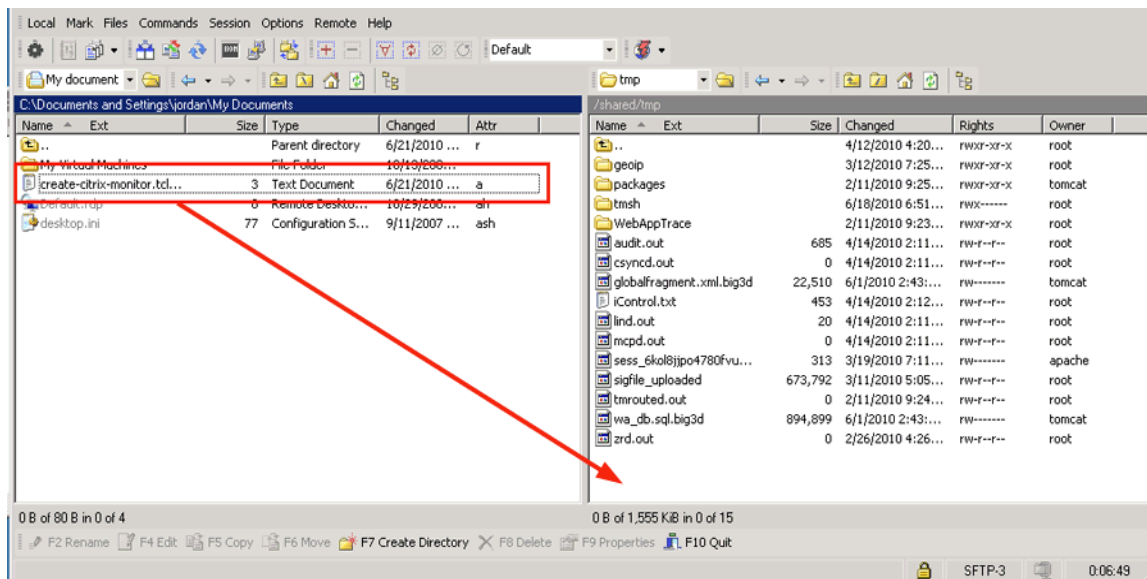 Local Mark Files Commands Session Options Remote Help
Default
My document
tmp
C:\Documents and Settings\jordan\My Documents
/shared/tmp
Name Ext Size Type Changed Attr
Name Ext Size Changed Rights Owner
.. Parent directory 6/21/2010 ... r
.. 4/12/2010 4:20... rwxr-xr-x root
My Virtual Machines File Folder 10/19/200...
geoip 3/12/2010 7:25... rwxr-xr-x root
create-citrix-monitor.tcl... 3 Text Document 6/21/2010 ... a
packages 2/11/2010 9:25... rwxr-xr-x tomcat
Default.rdp 0 Remote Deskto... 10/29/200... ah
tmsh 6/18/2010 6:51... rwx------ root
desktop.ini 77 Configuration S... 9/11/2007 ... ash
WebAppTrace 2/11/2010 9:23... rwxr-xr-x root
audit.out 685 4/14/2010 2:11... rw-r--r-- root
csyncd.out 0 4/14/2010 2:11... rw-r--r-- root
globalfragment.xml.big3d 22,510 6/1/2010 2:43:... rw------- tomcat
iControl.txt 453 4/14/2010 2:12... rw-r--r-- root
lind.out 20 4/14/2010 2:11... rw-r--r-- root
mcpd.out 0 4/14/2010 2:11... rw-r--r-- root
sess_6kol8jjpo4780fvu... 313 3/19/2010 7:11... rw------- apache
sigfile_uploaded 673,792 3/11/2010 5:05... rw-r--r-- root
tmrouted.out 0 2/11/2010 9:24... rw-r--r-- root
wa_db.sql.big3d 894,899 6/1/2010 2:43:... rw------- tomcat
zrd.out 0 2/26/2010 4:26... rw-r--r-- root
0 B of 80 B in 0 of 4
0 B of 1,555 KiB in 0 of 15
F2 Rename F4 Edit F5 Copy F6 Move F7 Create Directory F8 Delete F9 Properties F10 Quit
SFTP-3 0:06:49